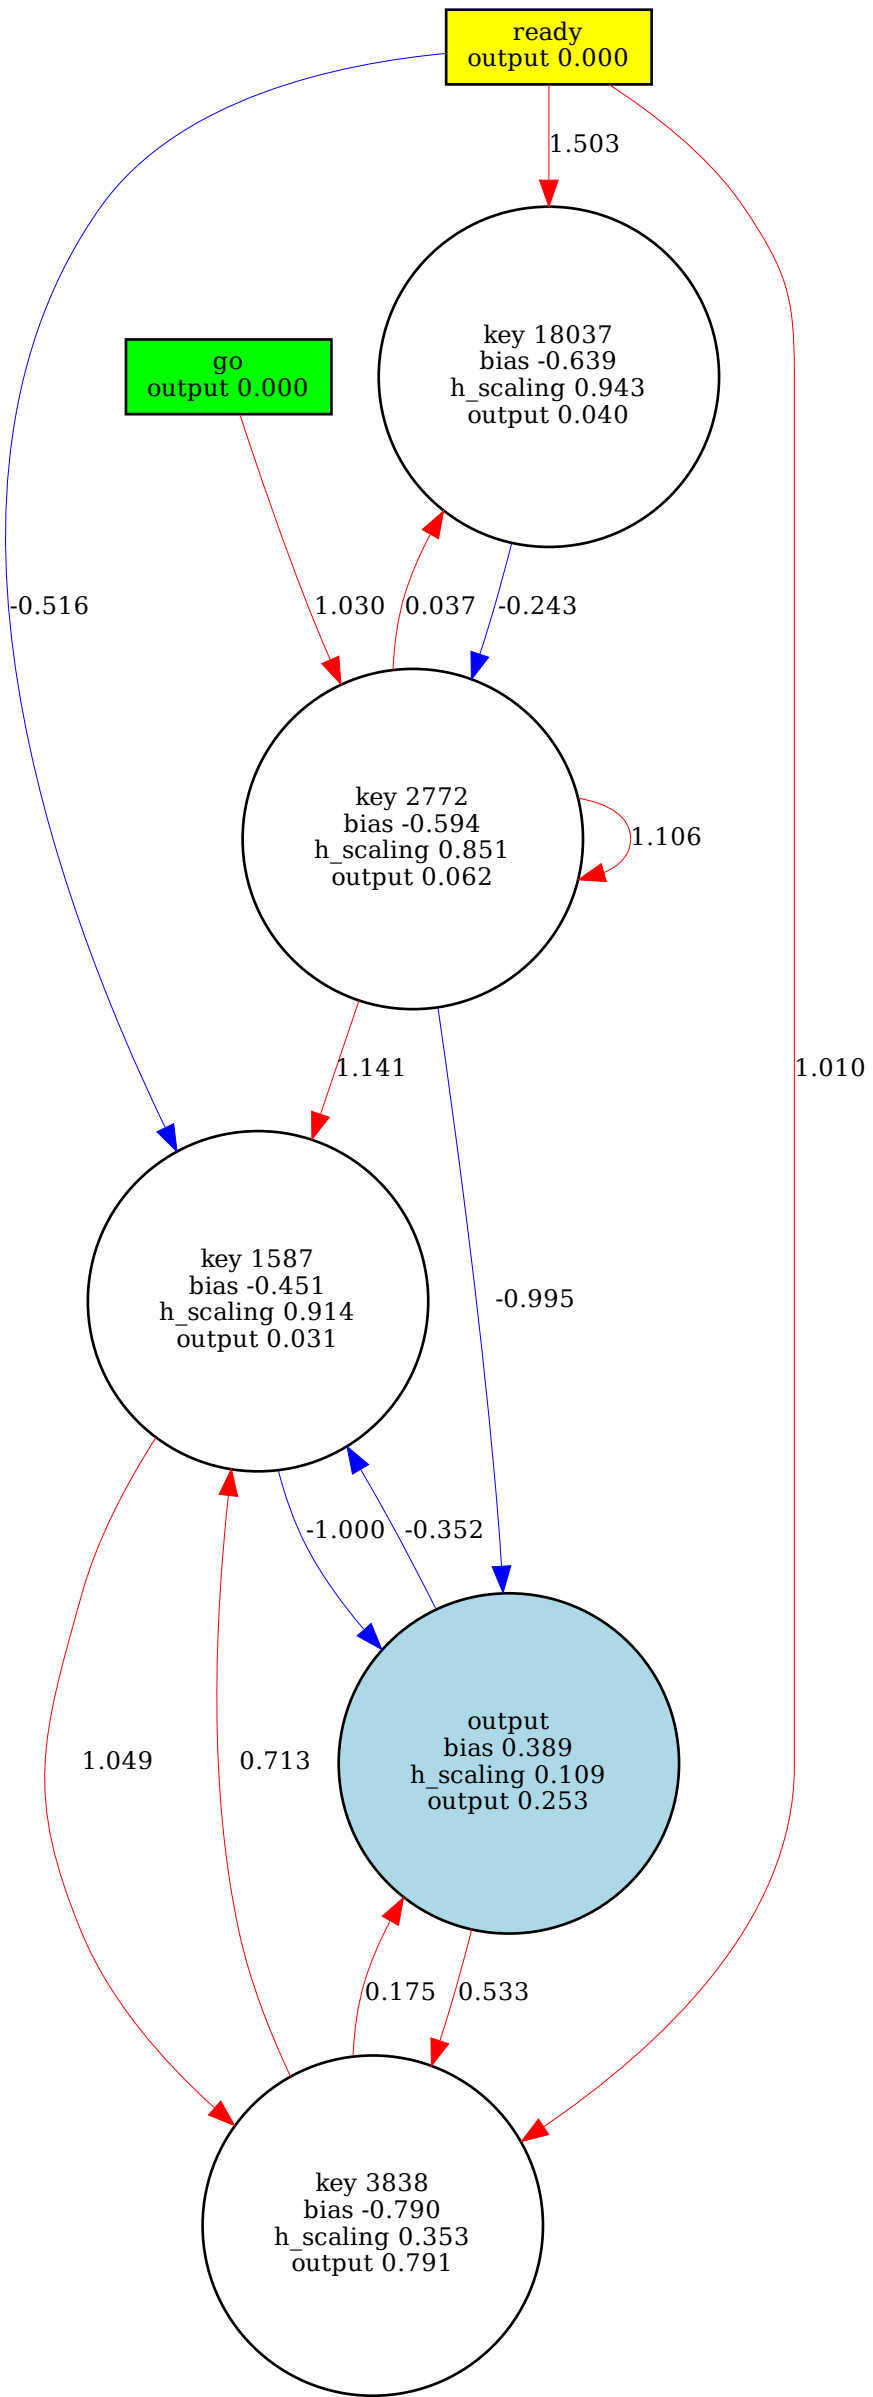 ready
output 0.000
1.503
key 18037
bias -0.639
h_scaling 0.943
output 0.040
go
output 0.000
-0.516
1.030
0.037
-0.243
key 2772
bias -0.594
h_scaling 0.851
output 0.062
1.106
1.141
1.010
key 1587
bias -0.451
h_scaling 0.914
output 0.031
-0.995
-1.000
-0.352
output
bias 0.389
h_scaling 0.109
output 0.253
1.049
0.713
0.175
0.533
key 3838
bias -0.790
h_scaling 0.353
output 0.791